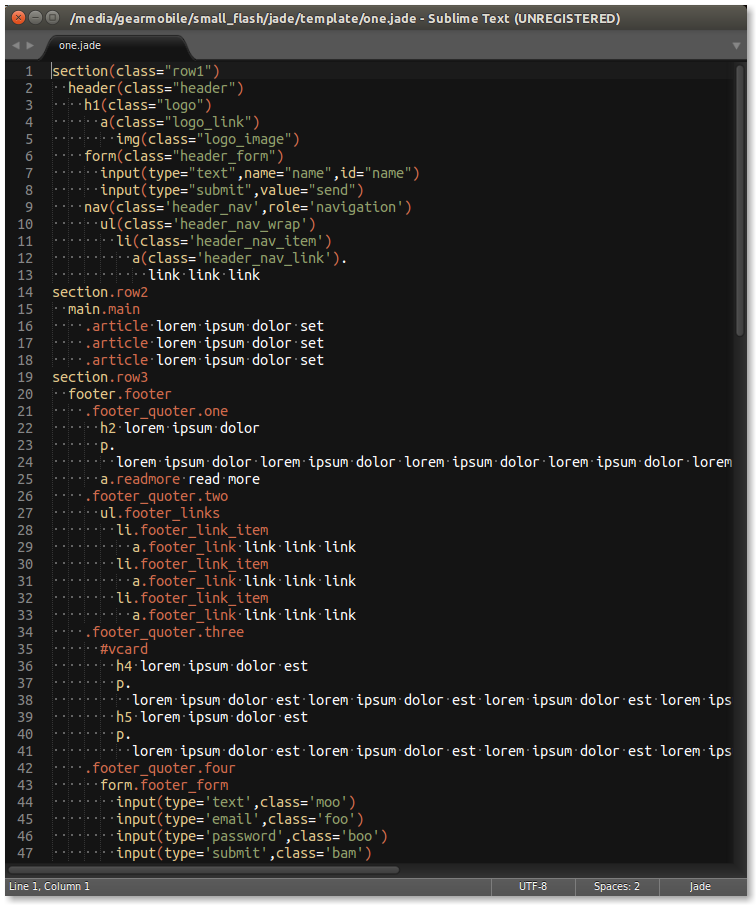 /media/gearmobile/small_flash/jade/template/one.jade - Sublime Text (UNREGISTERED)
one.jade
1 section(class="row1")
2   header(class="header")
3     h1(class="logo")
4       a(class="logo_link")
5         img(class="logo_image")
6     form(class="header_form")
7       input(type="text",name="name",id="name")
8       input(type="submit",value="send")
9     nav(class='header_nav',role='navigation')
10       ul(class='header_nav_wrap')
11         li(class='header_nav_item')
12           a(class='header_nav_link').
13             link link link
14 section.row2
15   main.main
16     .article lorem ipsum dolor set
17     .article lorem ipsum dolor set
18     .article lorem ipsum dolor set
19 section.row3
20   footer.footer
21     .footer_quoter.one
22       h2 lorem ipsum dolor
23       p.
24         lorem ipsum dolor lorem ipsum dolor lorem ipsum dolor lorem ipsum dolor lorem
25       a.readmore read more
26     .footer_quoter.two
27       ul.footer_links
28         li.footer_link_item
29           a.footer_link link link link
30         li.footer_link_item
31           a.footer_link link link link
32         li.footer_link_item
33           a.footer_link link link link
34     .footer_quoter.three
35       #vcard
36         h4 lorem ipsum dolor est
37         p.
38           lorem ipsum dolor est lorem ipsum dolor est lorem ipsum dolor est lorem ips
39         h5 lorem ipsum dolor est
40         p.
41           lorem ipsum dolor est lorem ipsum dolor est lorem ipsum dolor est lorem ips
42     .footer_quoter.four
43       form.footer_form
44         input(type='text',class='moo')
45         input(type='email',class='foo')
46         input(type='password',class='boo')
47         input(type='submit',class='bam')
Line 1, Column 1 UTF-8 Spaces: 2 Jade